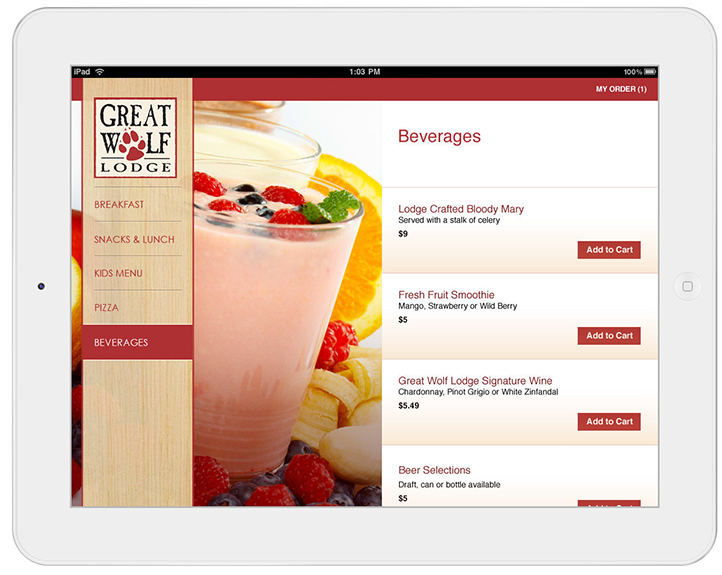 iPad
1:03 PM
100%
MY ORDER (1)
GREAT
WOLF
LODGE
BREAKFAST
SNACKS & LUNCH
KIDS MENU
PIZZA
BEVERAGES
Beverages
Lodge Crafted Bloody Mary
Served with a stalk of celery
$9
Add to Cart
Fresh Fruit Smoothie
Mango, Strawberry or Wild Berry
$5
Add to Cart
Great Wolf Lodge Signature Wine
Chardonnay, Pinot Grigio or White Zinfandal
$5.49
Add to Cart
Beer Selections
Draft, can or bottle available
$5
Add to Cart